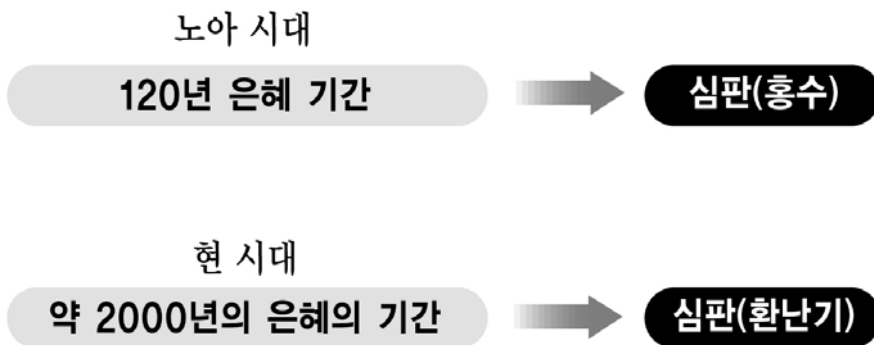 노아 시대
120년 은혜 기간
심판(홍수)
현 시대
약 2000년의 은혜의 기간
심판(환난기)